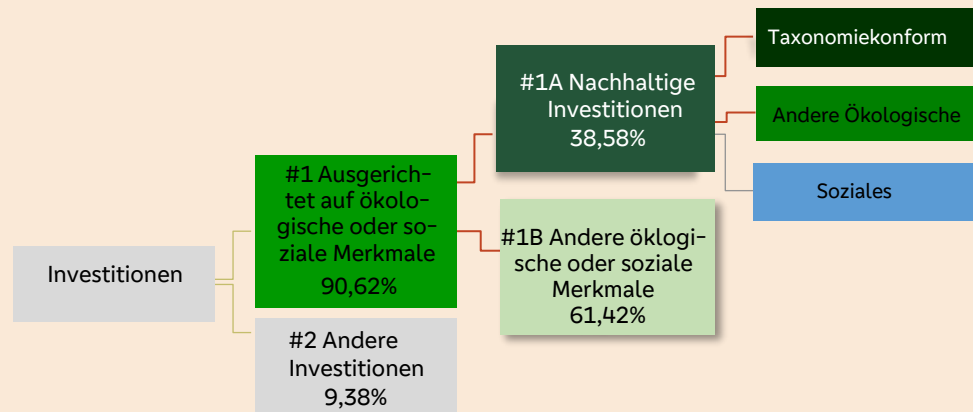 Investitionen
#1 Ausgerich-
tet auf ökolo-
gische oder so-
ziale Merkmale
90,62%
#2 Andere
Investitionen
9,38%
#1A Nachhaltige
Investitionen
38,58%
#1B Andere öklogi-
sche oder soziale
Merkmale
61,42%
Taxonomiekonform
Andere Ökologische
Soziales